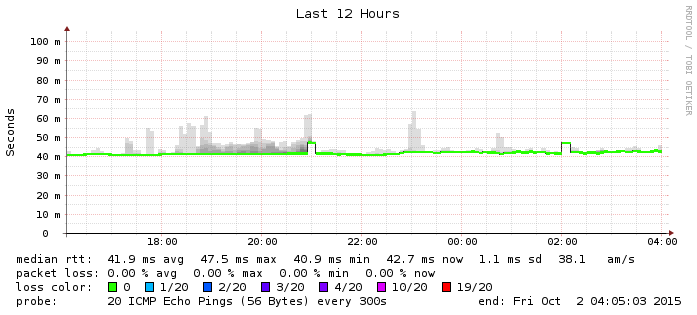 Last 12 Hours
RRDTOOL / TOBI OETIKER
Seconds
100 m
90 m
80 m
70 m
60 m
50 m
40 m
30 m
20 m
10 m
0
18:00 20:00 22:00 00:00 02:00 04:00
median rtt: 41.9 ms avg 47.5 ms max 40.9 ms min 42.7 ms now 1.1 ms sd 38.1 am/s
packet loss: 0.00 % avg 0.00 % max 0.00 % min 0.00 % now
loss color: 0 1/20 2/20 3/20 4/20 10/20 19/20
probe: 20 ICMP Echo Pings (56 Bytes) every 300s end: Fri Oct 2 04:05:03 2015